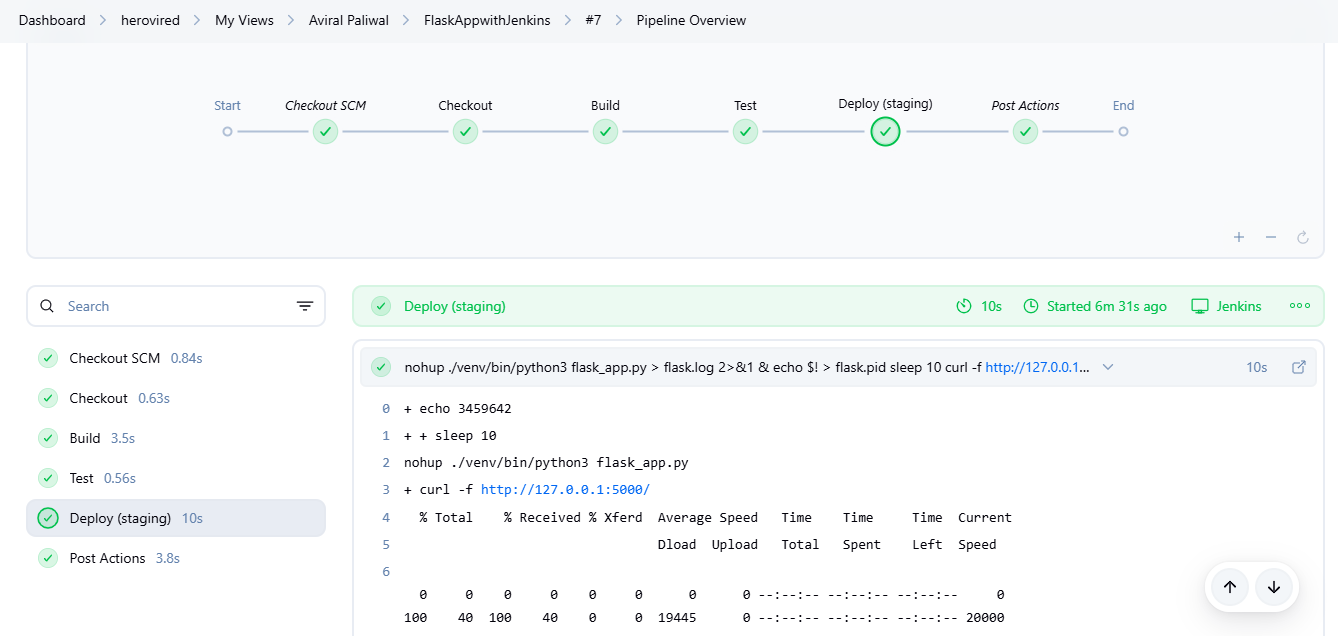 Dashboard > herovired > My Views > Aviral Paliwal > FlaskAppwithJenkins > #7 > Pipeline Overview
Start Checkout SCM Checkout Build Test Deploy (staging) Post Actions End
Search
Checkout SCM 0.84s
Checkout 0.63s
Build 3.5s
Test 0.56s
Deploy (staging) 10s
Post Actions 3.8s
Deploy (staging) 10s Started 6m 31s ago Jenkins
nohup ./venv/bin/python3 flask_app.py > flask.log 2>&1 & echo $! > flask.pid sleep 10 curl -f http://127.0.0.1... 10s
0 + echo 3459642
1 + + sleep 10
2 nohup ./venv/bin/python3 flask_app.py
3 + curl -f http://127.0.0.1:5000/
4 % Total % Received % Xferd Average Speed Time Time Time Current
5 Dload Upload Total Spent Left Speed
6
0 0 0 0 0 0 0 0 --:--:-- --:--:-- --:--:-- 0
100 40 100 40 0 0 19445 0 --:--:-- --:--:-- --:--:-- 20000